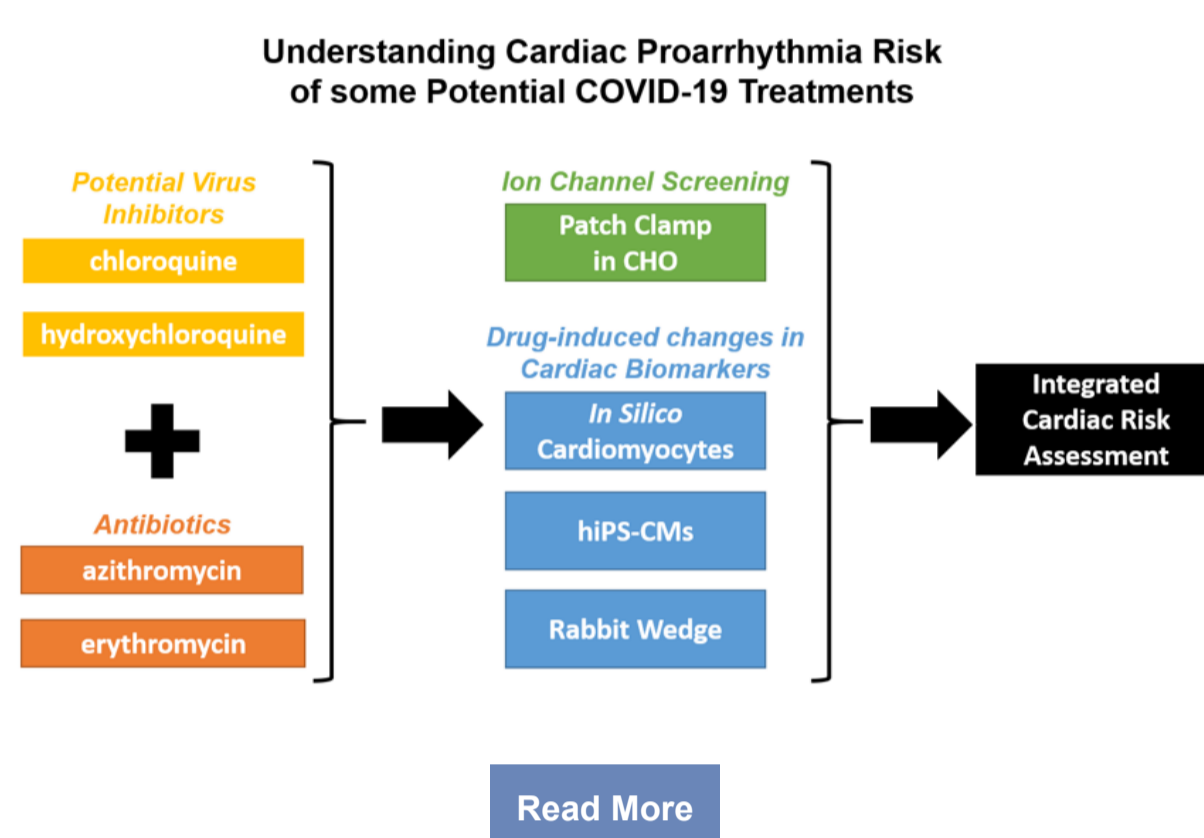 Understanding Cardiac Proarrhythmia Risk
of some Potential COVID-19 Treatments
Potential Virus
Inhibitors
chloroquine
hydroxychloroquine
Antibiotics
azithromycin
erythromycin
Ion Channel Screening
Patch Clamp
in CHO
Drug-induced changes in
Cardiac Biomarkers
In Silico
Cardiomyocytes
hiPS-CMs
Rabbit Wedge
Integrated
Cardiac Risk
Assessment
Read More